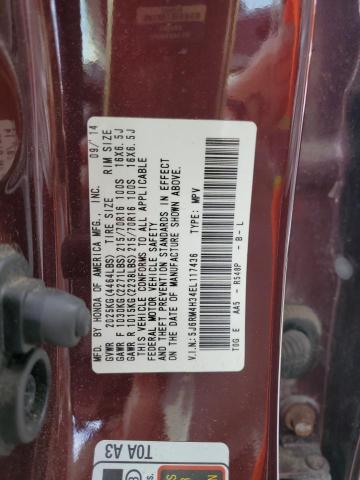 MFD. BY HONDA OF AMERICA MFG., INC. 09/14
GVWR 2025KG(4464LBS) TIRE SIZE RIM SIZE
GAWR F 1030KG(2271LBS) 215/70R16 100S 16X6.5J
GAWR R 1015KG(2238LBS) 215/70R16 100S 16X6.5J
THIS VEHICLE CONFORMS TO ALL APPLICABLE
FEDERAL MOTOR VEHICLE SAFETY
AND THEFT PREVENTION STANDARDS IN EFFECT
ON THE DATE OF MANUFACTURE SHOWN ABOVE.
V.I.N.: 5J6RM4H34EL117436 TYPE: MPV
T0G E AA5 - R548P - B - L
T0A A3